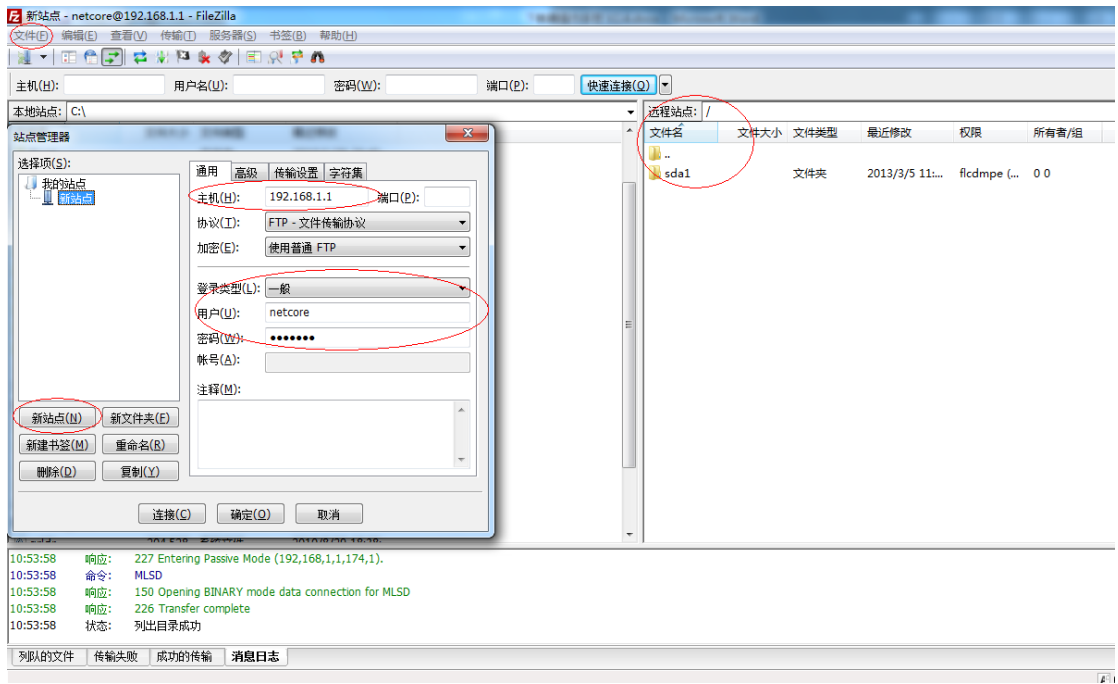 新站点 - netcore@192.168.1.1 - FileZilla
文件(F) 编辑(E) 查看(V) 传输(T) 服务器(S) 书签(B) 帮助(H)
主机(H): 用户名(U): 密码(W): 端口(P): 快速连接(Q)
本地站点: C:\
远程站点: /
站点管理器
选择项(S):
我的站点
新站点
新站点(N) 新文件夹(F)
新建书签(M) 重命名(R)
删除(D) 复制(Y)
通用 高级 传输设置 字符集
主机(H): 192.168.1.1 端口(P):
协议(T): FTP - 文件传输协议
加密(E): 使用普通 FTP
登录类型(L): 一般
用户(U): netcore
密码(W): ●●●●●●●
帐号(A):
注释(M):
连接(C) 确定(O) 取消
文件名 文件大小 文件类型 最近修改 权限 所有者/组
..
sda1 文件夹 2013/3/5 11:... flcdmpe (... 0 0
10:53:58 响应: 227 Entering Passive Mode (192,168,1,1,174,1).
10:53:58 命令: MLSD
10:53:58 响应: 150 Opening BINARY mode data connection for MLSD
10:53:58 响应: 226 Transfer complete
10:53:58 状态: 列出目录成功
列队的文件 传输失败 成功的传输 消息日志